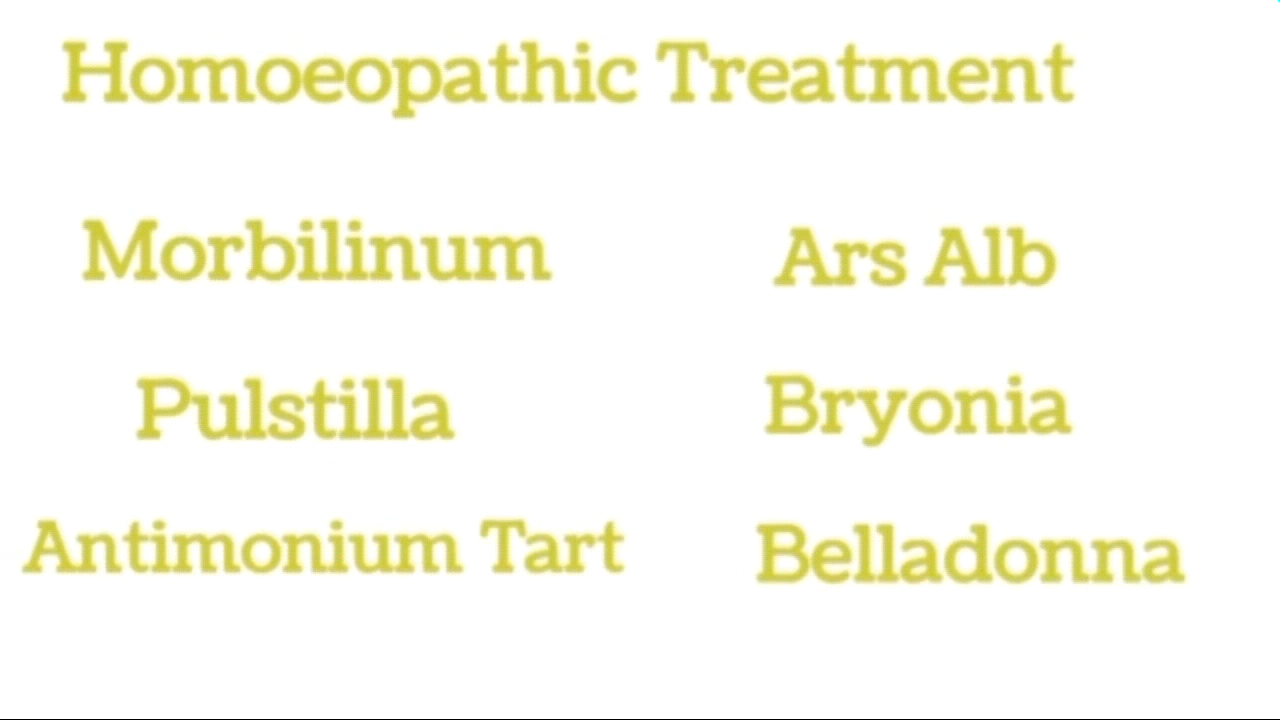 Homoeopathic Treatment
Morbilinum
Ars Alb
Pulstilla
Bryonia
Antimonium Tart
Belladonna